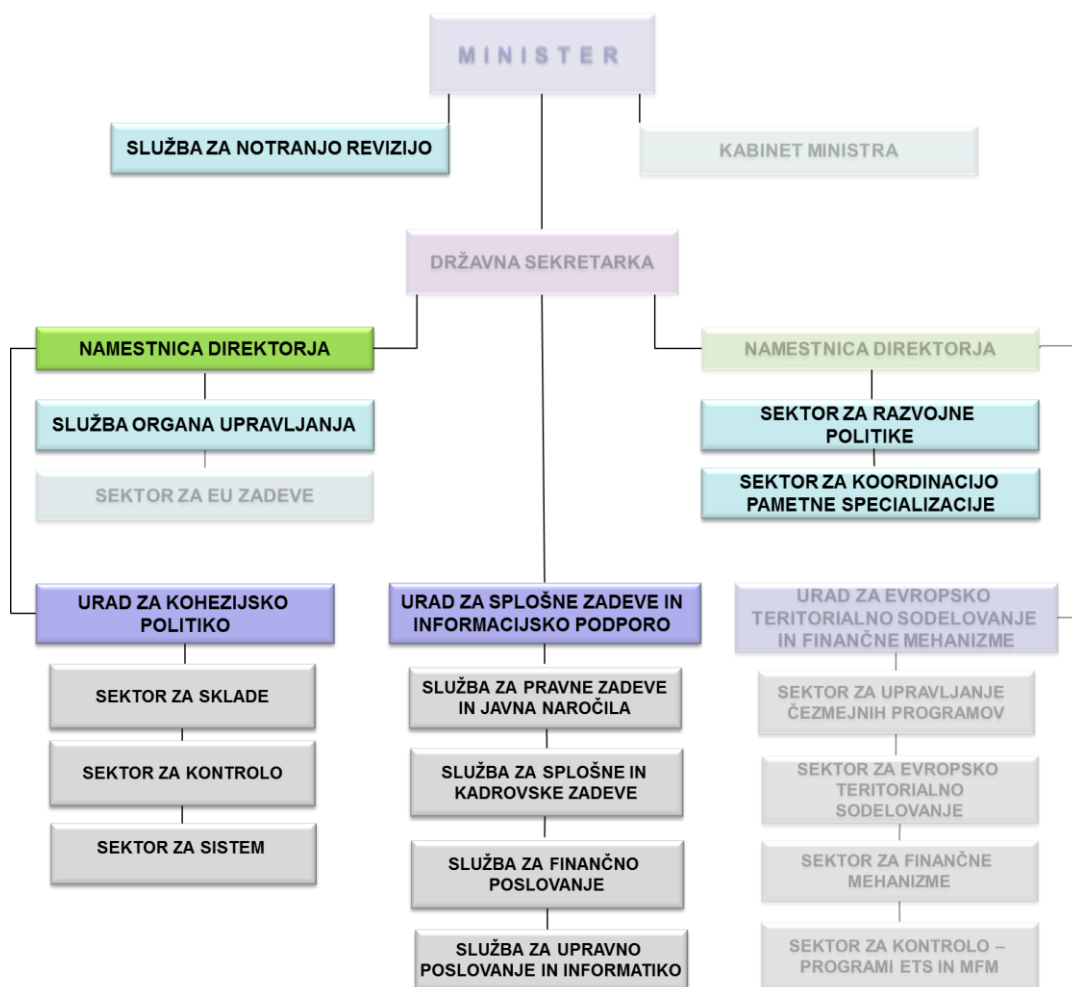 MINISTER
SLUŽBA ZA NOTRANJO REVIZIJO
KABINET MINISTRA
DRŽAVNA SEKRETARKA
NAMESTNICA DIREKTORJA
SLUŽBA ORGANA UPRAVLJANJA
SEKTOR ZA EU ZADEVE
NAMESTNICA DIREKTORJA
SEKTOR ZA RAZVOJNE
POLITIKE
SEKTOR ZA KOORDINACIJO
PAMETNE SPECIALIZACIJE
URAD ZA KOHEZIJSKO
POLITIKO
SEKTOR ZA SKLADE
SEKTOR ZA KONTROLO
SEKTOR ZA SISTEM
URAD ZA SPLOŠNE ZADEVE IN
INFORMACIJSKO PODPORO
SLUŽBA ZA PRAVNE ZADEVE
IN JAVNA NAROČILA
SLUŽBA ZA SPLOŠNE IN
KADROVSKE ZADEVE
SLUŽBA ZA FINANČNO
POSLOVANJE
SLUŽBA ZA UPRAVNO
POSLOVANJE IN INFORMATIKO
URAD ZA EVROPSKO
TERITORIALNO SODELOVANJE
IN FINANČNE MEHANIZME
SEKTOR ZA UPRAVLJANJE
ČEZMEJNIH PROGRAMOV
SEKTOR ZA EVROPSKO
TERITORIALNO
SODELOVANJE
SEKTOR ZA FINANČNE
MEHANIZME
SEKTOR ZA KONTROLO –
PROGRAMI ETS IN MFM